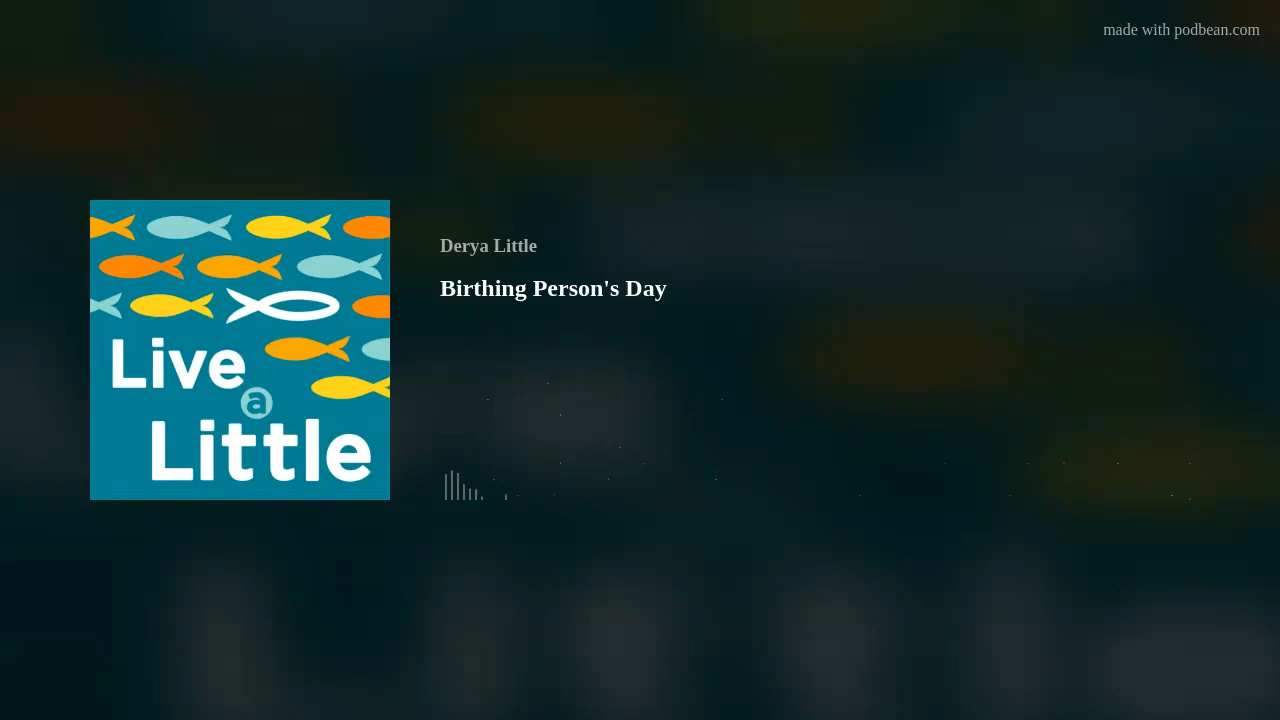 made with podbean.com
Derya Little
Birthing Person's Day
Live
a
Little